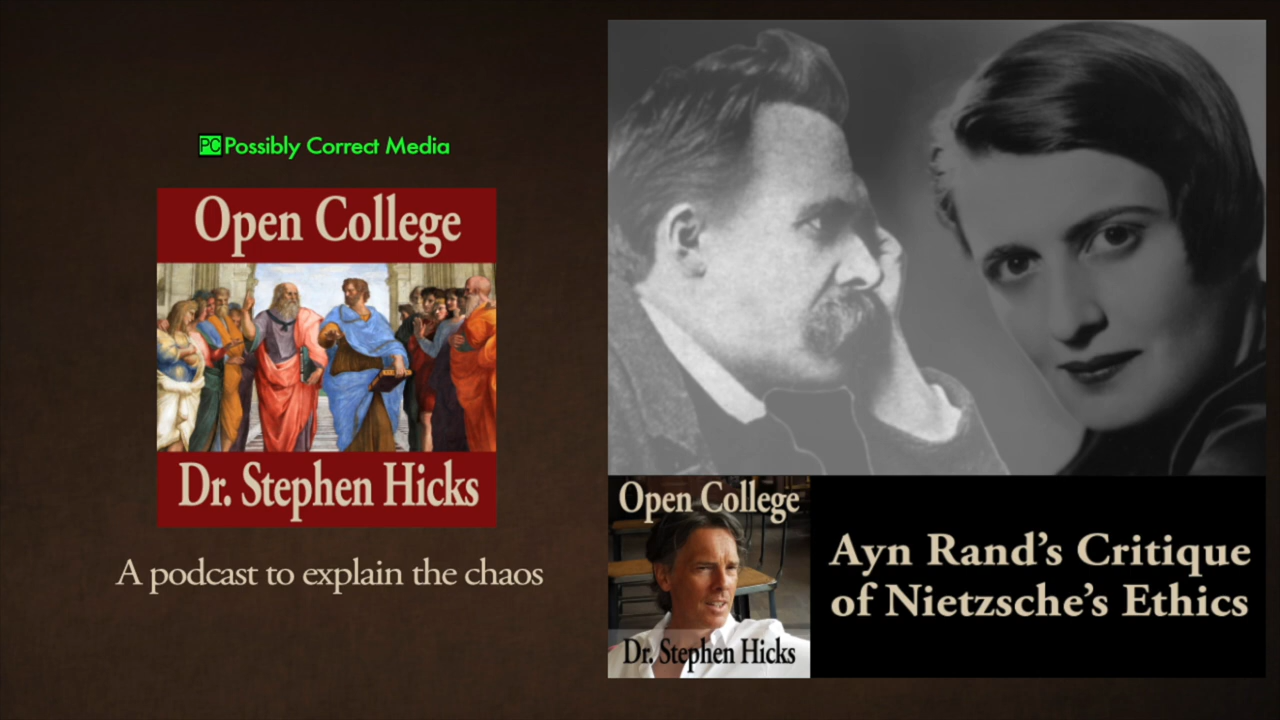 PC Possibly Correct Media
Open College
Dr. Stephen Hicks
A podcast to explain the chaos
Open College
Dr. Stephen Hicks
Ayn Rand’s Critique
of Nietzsche’s Ethics